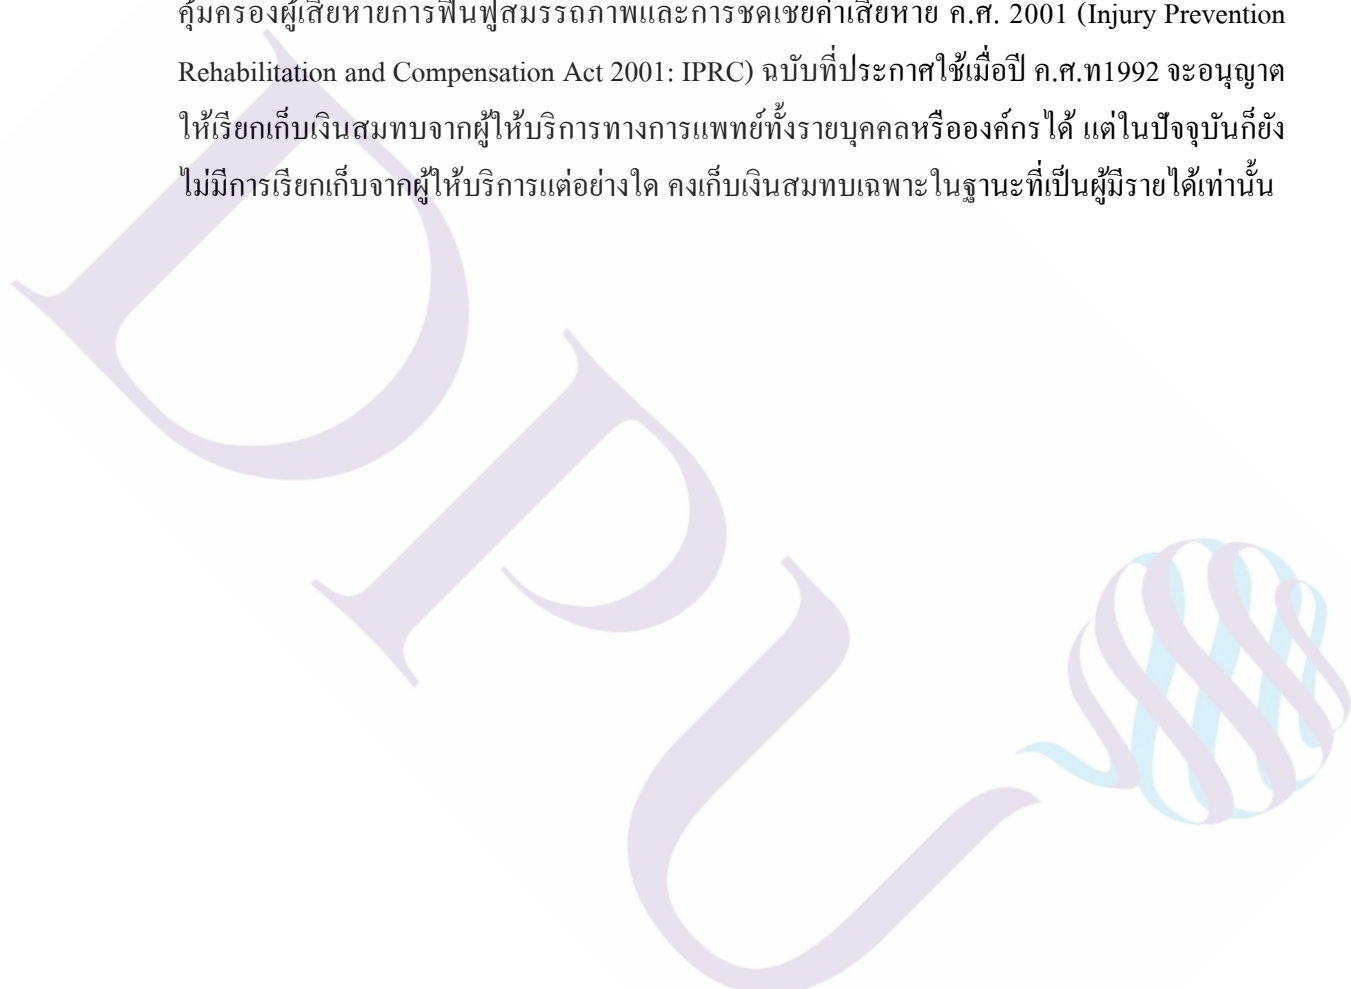 คุ้มครองผู้เสียหายการฟื้นฟูสมรรถภาพและการชดเชยค่าเสียหาย ค.ศ. 2001 (Injury Prevention
Rehabilitation and Compensation Act 2001: IPRC) ฉบับที่ประกาศใช้เมื่อปี ค.ศ.ท1992 จะอนุญาต
ให้เรียกเก็บเงินสมทบจากผู้ให้บริการทางการแพทย์ทั้งรายบุคคลหรือองค์กรได้ แต่ในปัจจุบันก็ยัง
ไม่มีการเรียกเก็บจากผู้ให้บริการแต่อย่างใด คงเก็บเงินสมทบเฉพาะในฐานะที่เป็นผู้มีรายได้เท่านั้น
DPU